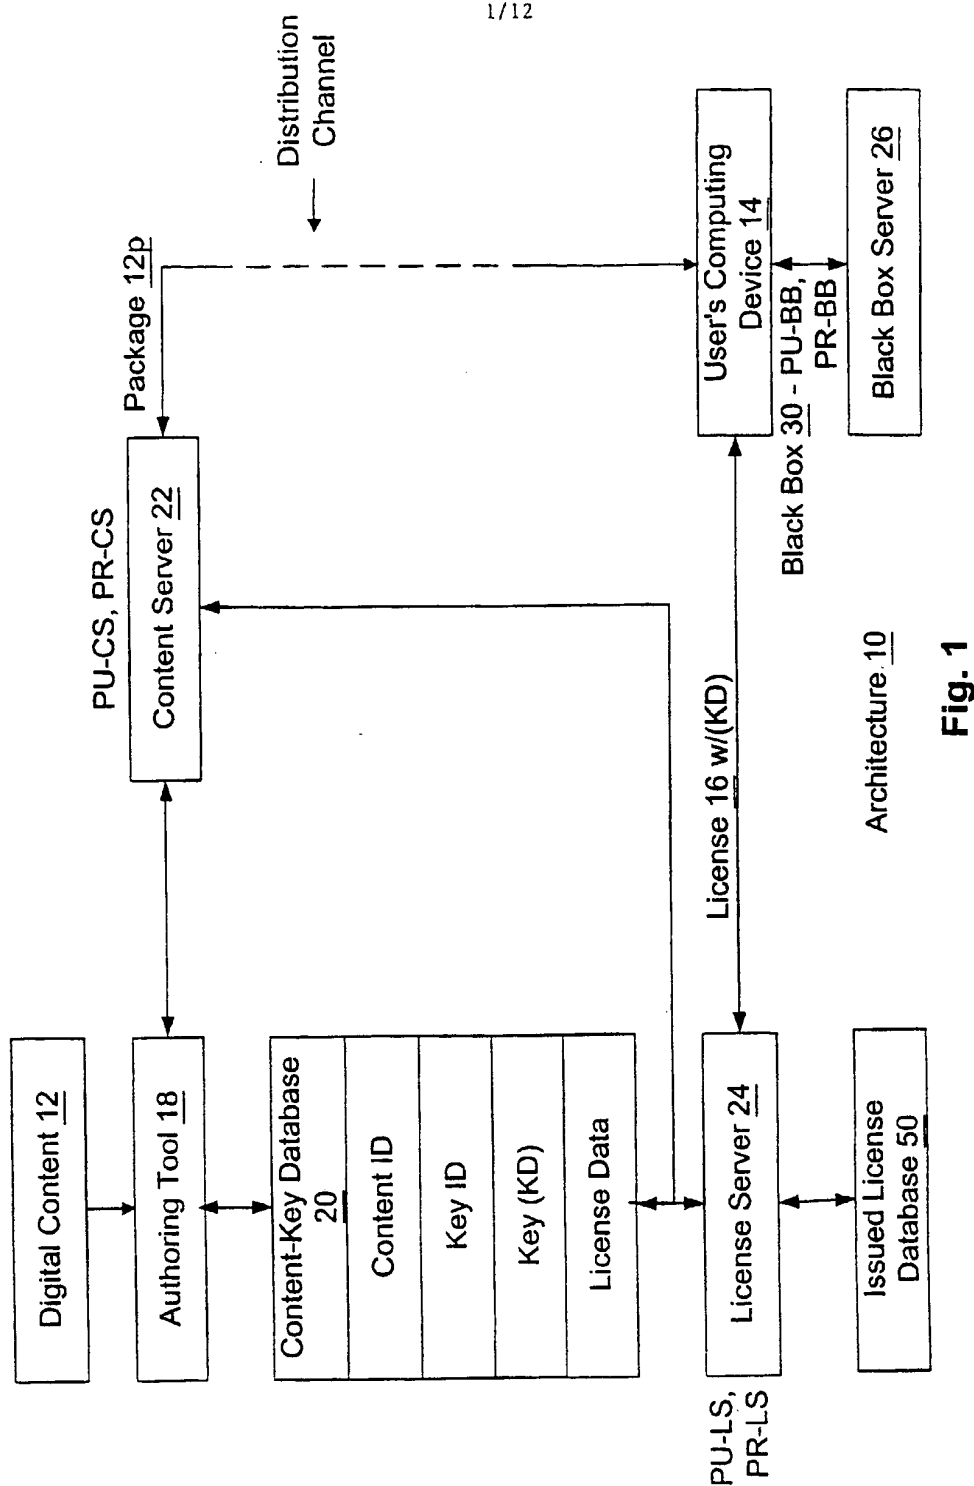 1/12
Digital Content 12
Authoring Tool 18
Content-Key Database
20
Content ID
Key ID
Key (KD)
License Data
PU-LS,
PR-LS
License Server 24
Issued License
Database 50
PU-CS, PR-CS
Content Server 22
Package 12p
Distribution
Channel
License 16 w/(KD)
User's Computing
Device 14
Black Box 30 - PU-BB,
PR-BB
Black Box Server 26
Architecture 10
Fig. 1